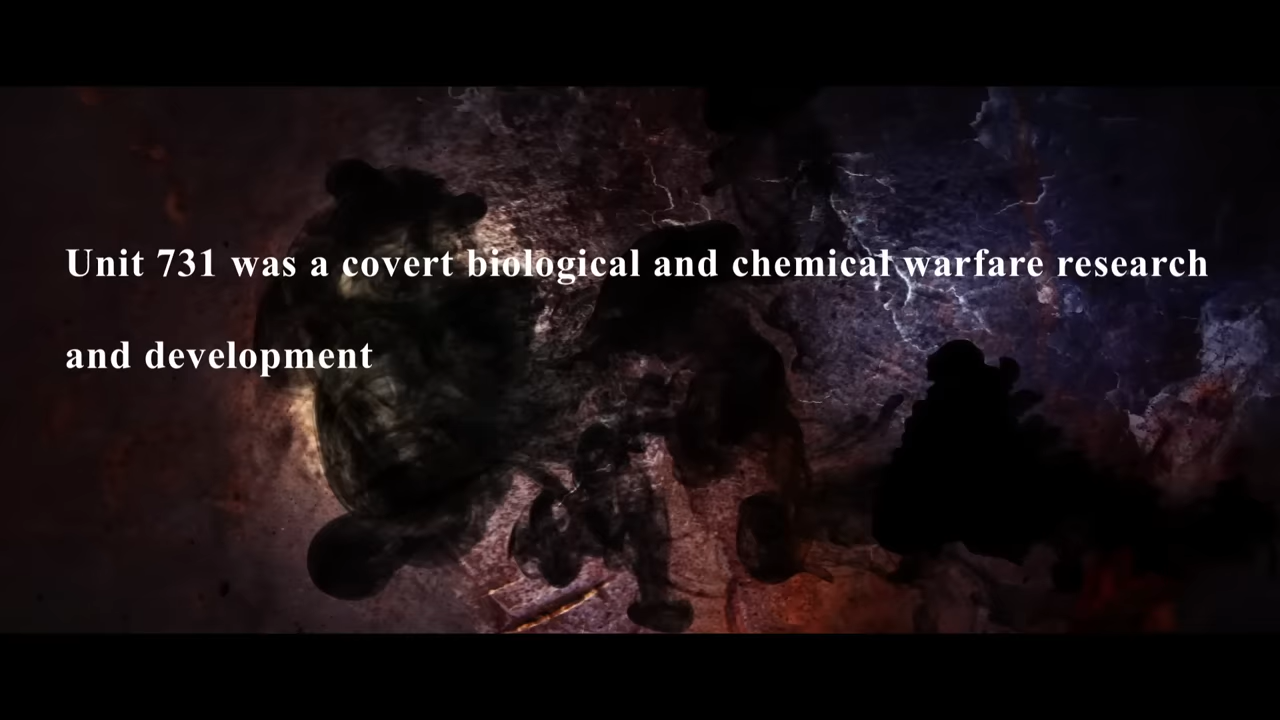 Unit 731 was a covert biological and chemical warfare research
and development